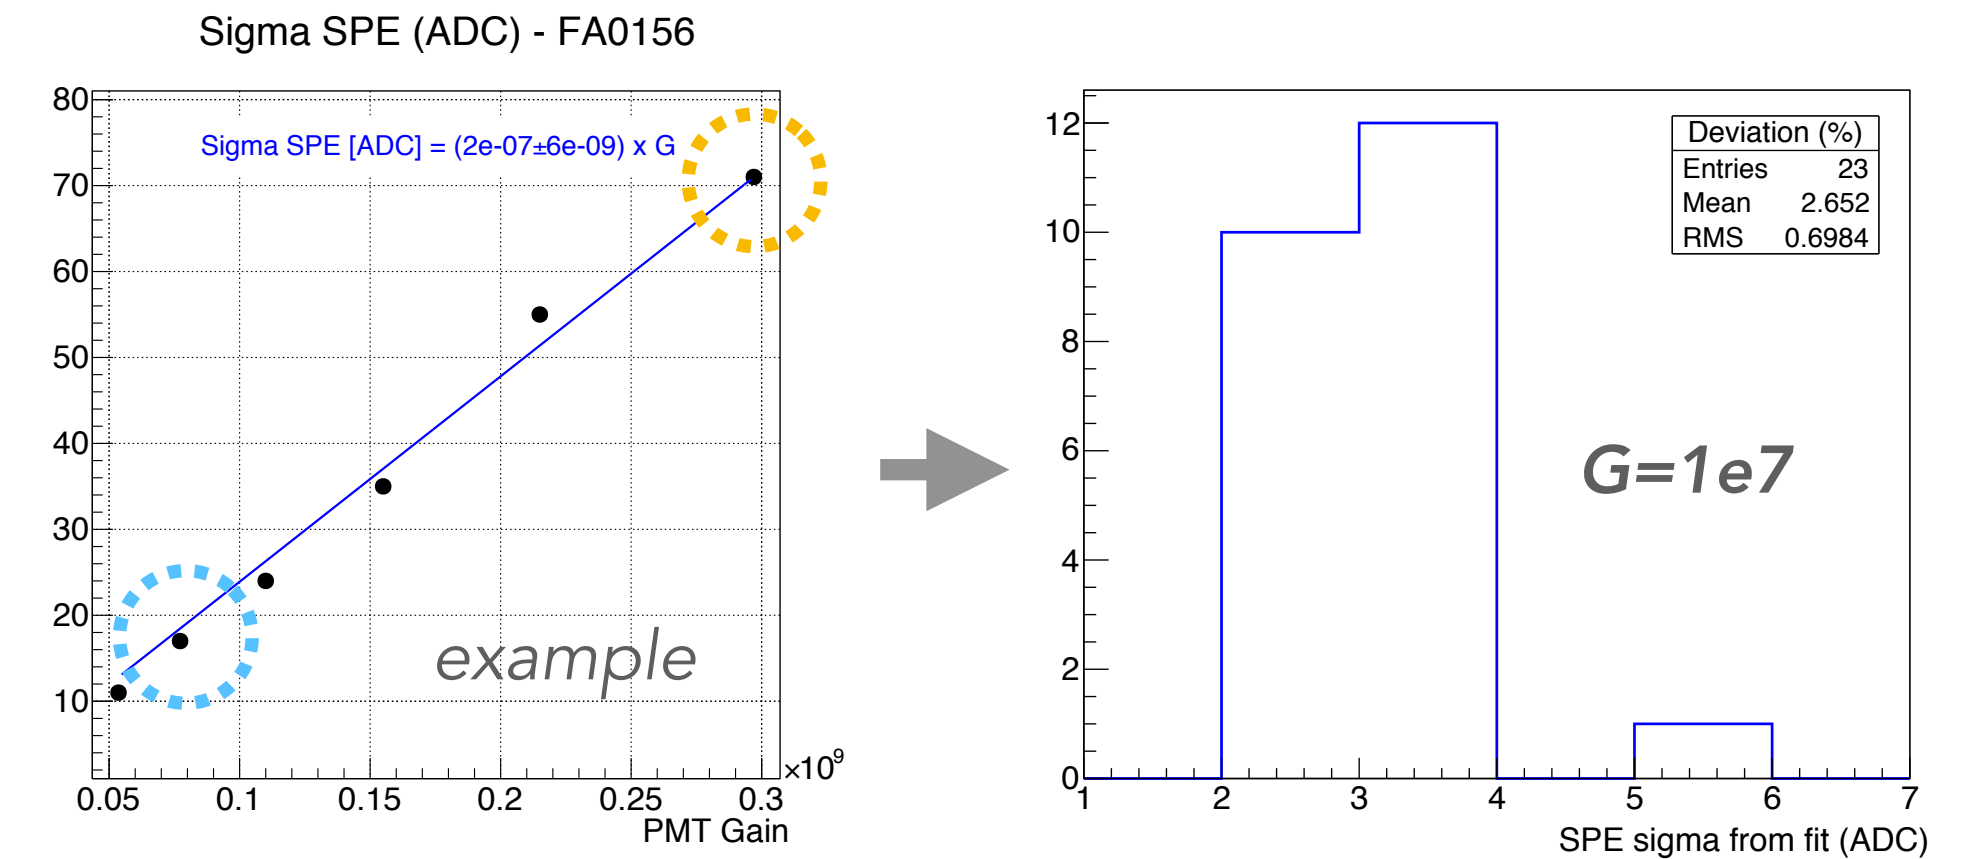 Sigma SPE (ADC) - FA0156
80
70
60
50
40
30
20
10
Sigma SPE [ADC] = (2e-07±6e-09) x G
example
×10⁹
0.05 0.1 0.15 0.2 0.25 0.3
PMT Gain
12
10
8
6
4
2
0
Deviation (%)
Entries 23
Mean 2.652
RMS 0.6984
G=1e7
1 2 3 4 5 6 7
SPE sigma from fit (ADC)